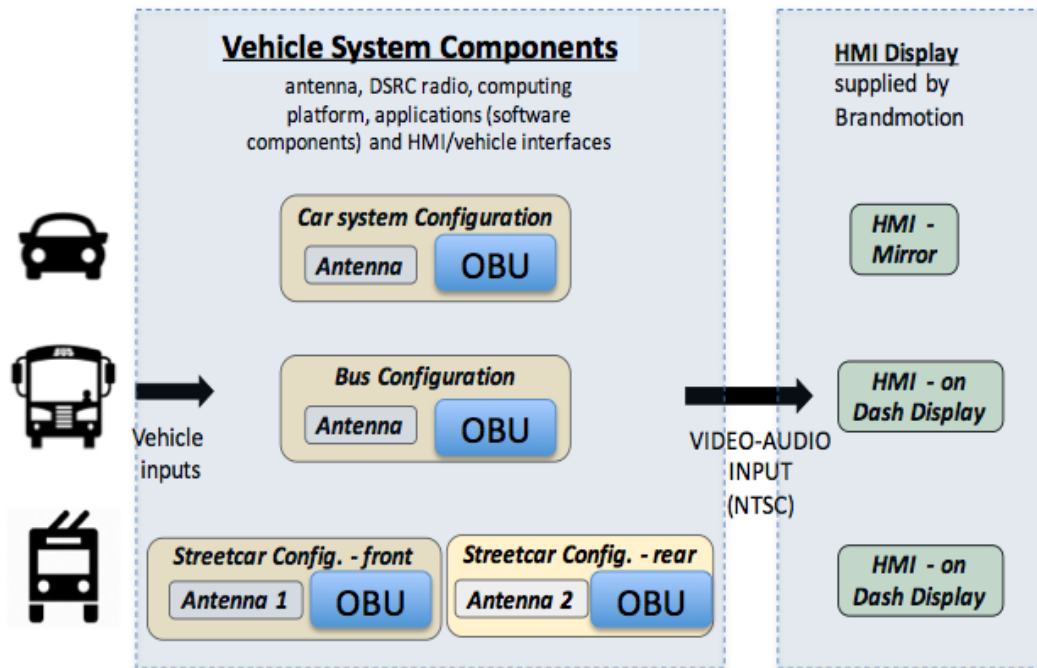 Vehicle System Components
antenna, DSRC radio, computing
platform, applications (software
components) and HMI/vehicle interfaces
HMI Display
supplied by
Brandmotion
Car system Configuration
Antenna
OBU
HMI -
Mirror
BUS
Bus Configuration
Antenna
OBU
HMI - on
Dash Display
Vehicle
inputs
VIDEO-AUDIO
INPUT
(NTSC)
Streetcar Config. - front
Antenna 1
OBU
Streetcar Config. - rear
Antenna 2
OBU
HMI - on
Dash Display